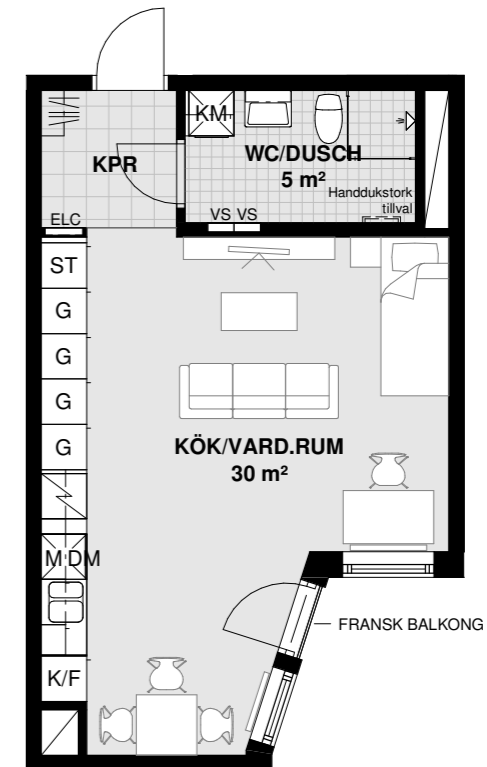 KM
KPR
WC/DUSCH
5 m²
Handdukstork
tillval
ELC
VS VS
ST
G
G
G
G
KÖK/VARD.RUM
30 m²
M DM
FRANSK BALKONG
K/F